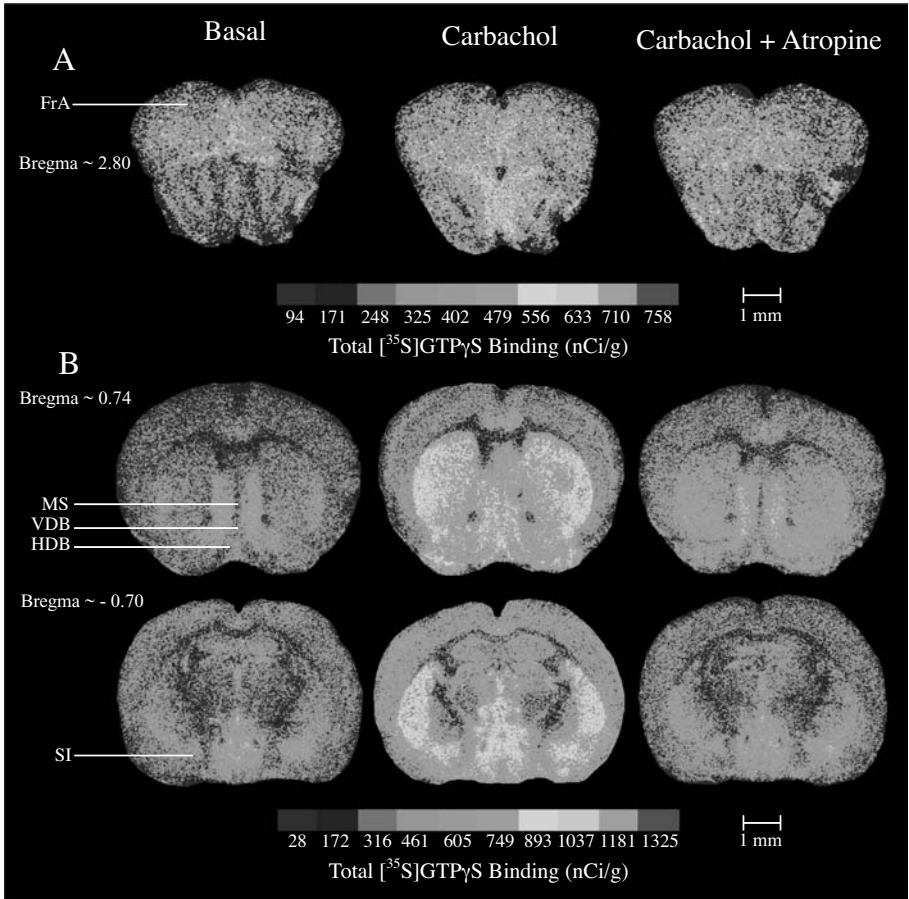 Basal
Carbachol
Carbachol + Atropine
A
FrA
Bregma ~ 2.80
94 171 248 325 402 479 556 633 710 758
Total [³⁵S]GTPγS Binding (nCi/g)
1 mm
B
Bregma ~ 0.74
MS
VDB
HDB
Bregma ~ - 0.70
SI
28 172 316 461 605 749 893 1037 1181 1325
Total [³⁵S]GTPγS Binding (nCi/g)
1 mm